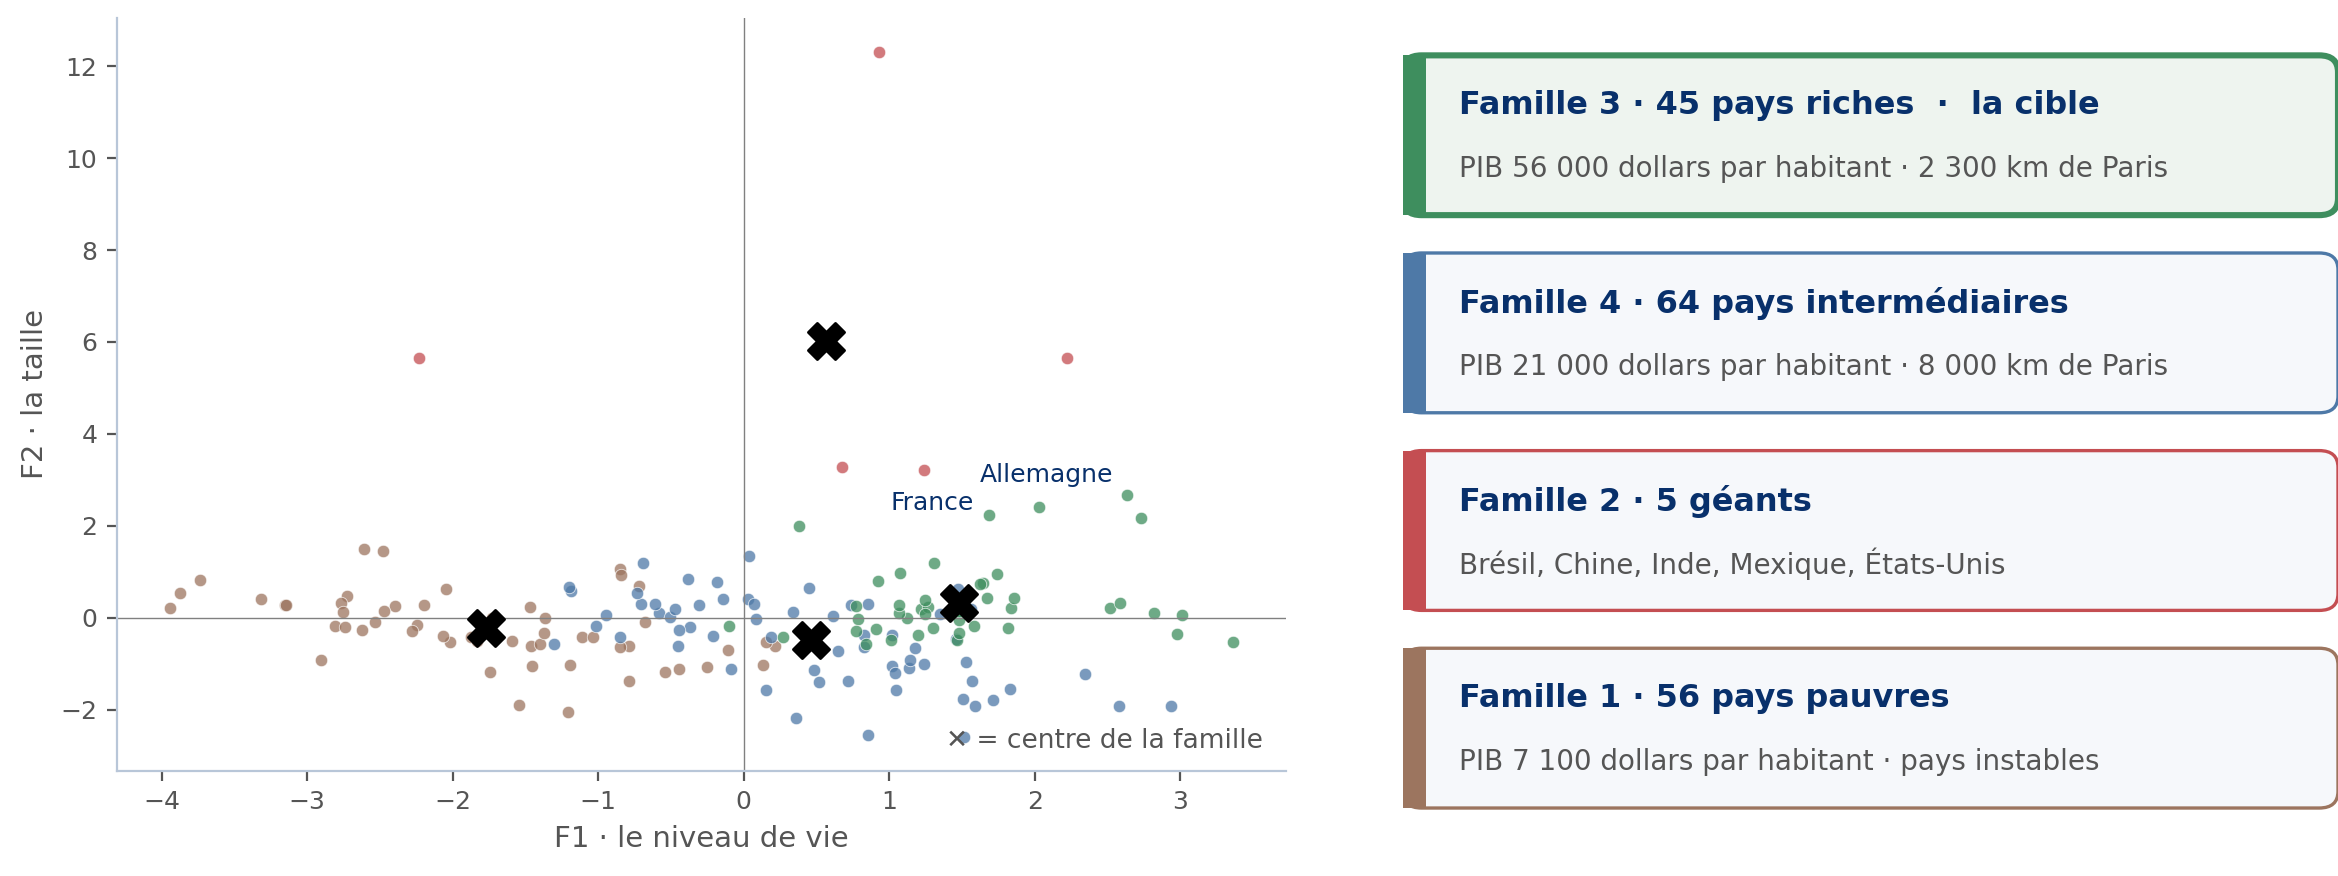 12
10
8
6
4
2
0
−2
F2 · la taille
Allemagne
France
× = centre de la famille
−4 −3 −2 −1 0 1 2 3
F1 · le niveau de vie
Famille 3 · 45 pays riches · la cible
PIB 56 000 dollars par habitant · 2 300 km de Paris
Famille 4 · 64 pays intermédiaires
PIB 21 000 dollars par habitant · 8 000 km de Paris
Famille 2 · 5 géants
Brésil, Chine, Inde, Mexique, États-Unis
Famille 1 · 56 pays pauvres
PIB 7 100 dollars par habitant · pays instables